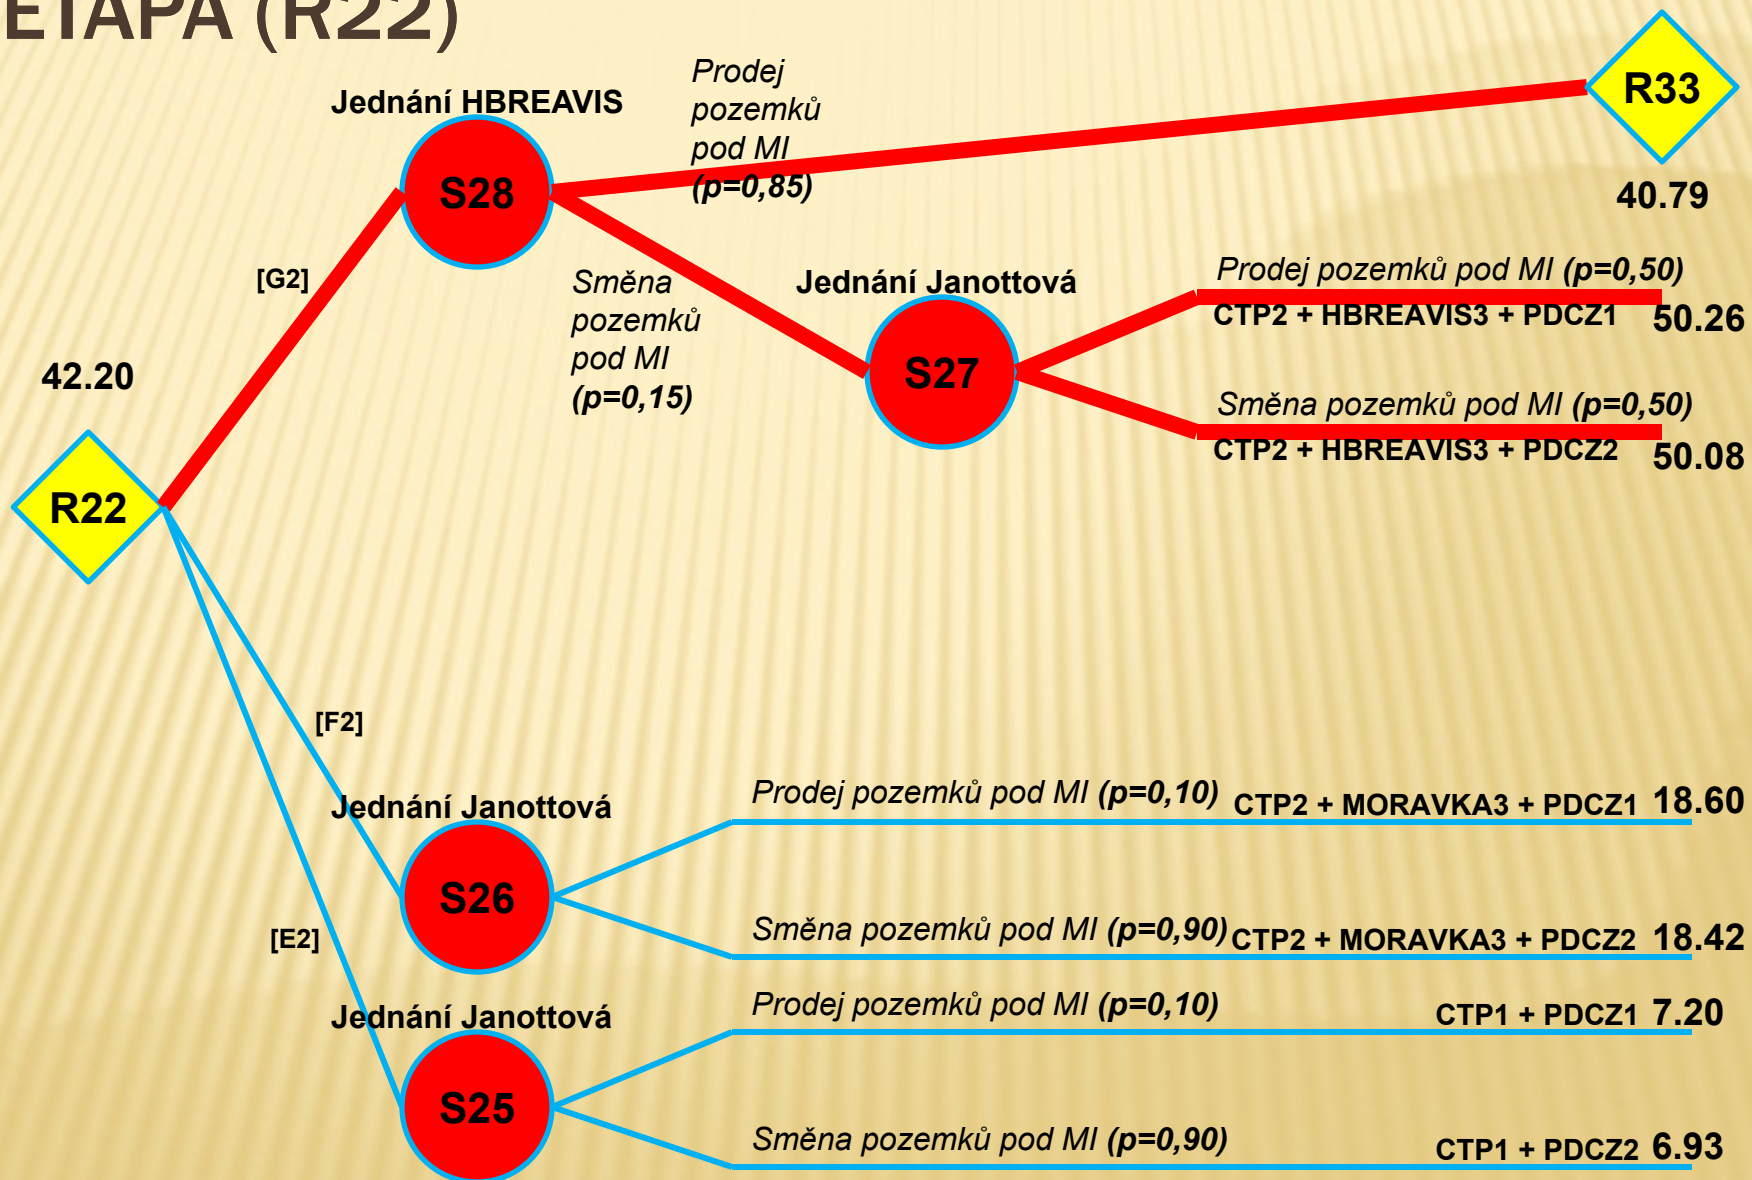 ETAPA (R22)
Jednání HBREAVIS
S28
Prodej
pozemků
pod MI
(p=0,85)
R33
40.79
[G2]
Směna
pozemků
pod MI
(p=0,15)
Jednání Janottová
S27
Prodej pozemků pod MI (p=0,50)
CTP2 + HBREAVIS3 + PDCZ1 50.26
Směna pozemků pod MI (p=0,50)
CTP2 + HBREAVIS3 + PDCZ2 50.08
42.20
R22
[F2]
Jednání Janottová
S26
Prodej pozemků pod MI (p=0,10) CTP2 + MORAVKA3 + PDCZ1 18.60
Směna pozemků pod MI (p=0,90) CTP2 + MORAVKA3 + PDCZ2 18.42
[E2]
Jednání Janottová
S25
Prodej pozemků pod MI (p=0,10) CTP1 + PDCZ1 7.20
Směna pozemků pod MI (p=0,90) CTP1 + PDCZ2 6.93